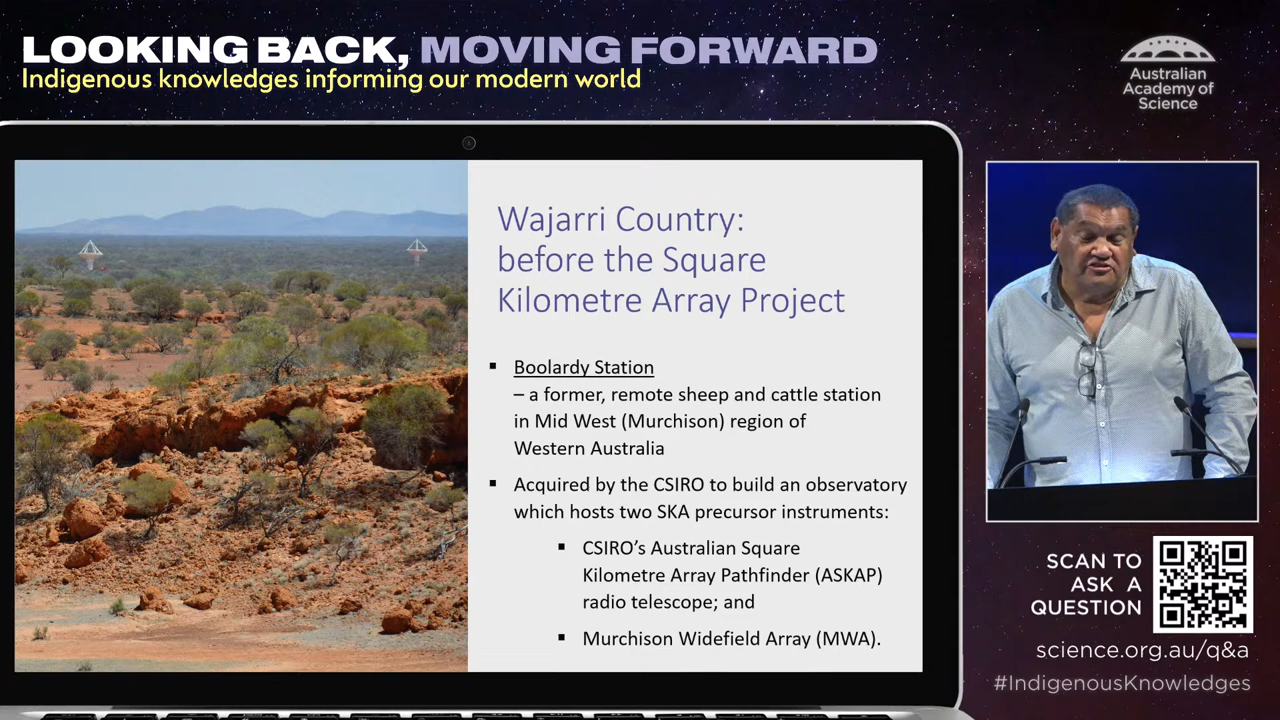 LOOKING BACK, MOVING FORWARD
Indigenous knowledges informing our modern world
Australian
Academy of
Science
Wajarri Country:
before the Square
Kilometre Array Project
▪ Boolardy Station
– a former, remote sheep and cattle station
in Mid West (Murchison) region of
Western Australia
▪ Acquired by the CSIRO to build an observatory
which hosts two SKA precursor instruments:
▪ CSIRO’s Australian Square
Kilometre Array Pathfinder (ASKAP)
radio telescope; and
▪ Murchison Widefield Array (MWA).
SCAN TO
ASK A
QUESTION
science.org.au/q&a
#IndigenousKnowledges